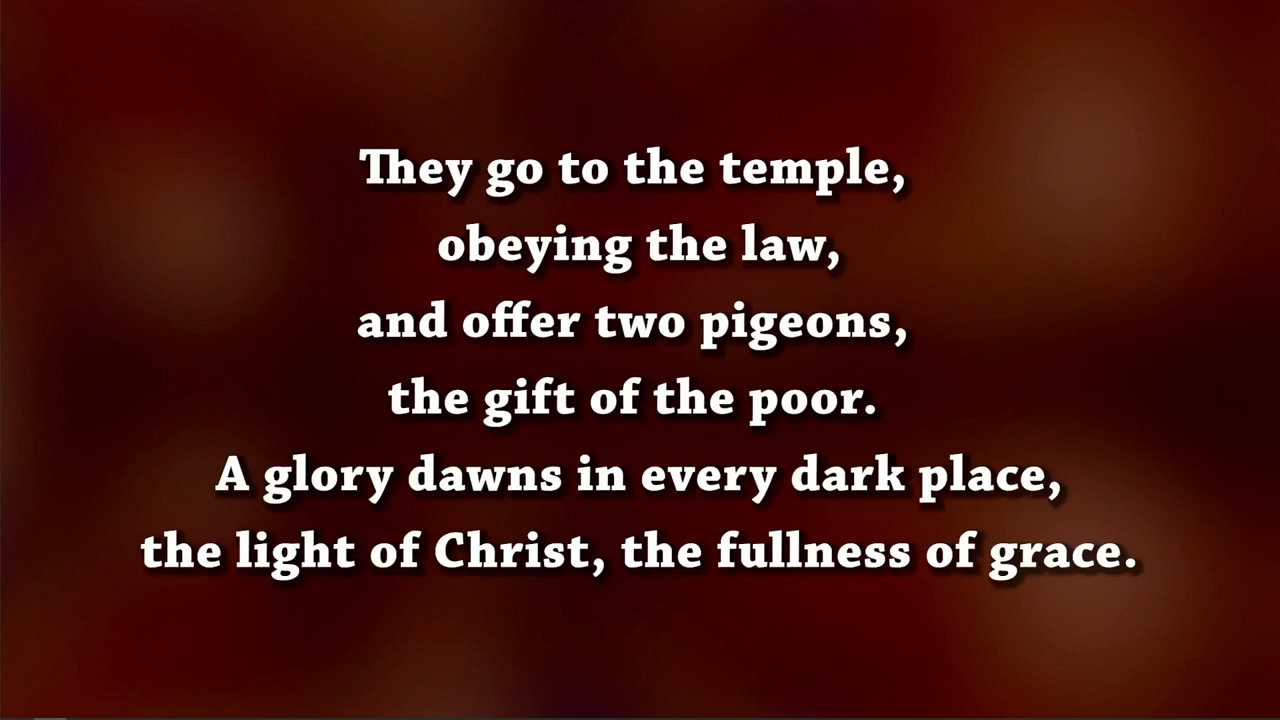 They go to the temple,
obeying the law,
and offer two pigeons,
the gift of the poor.
A glory dawns in every dark place,
the light of Christ, the fullness of grace.